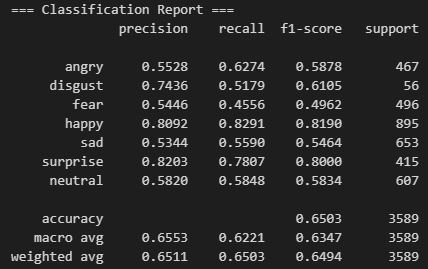 === Classification Report ===
precision recall f1-score support
angry 0.5528 0.6274 0.5878 467
disgust 0.7436 0.5179 0.6105 56
fear 0.5446 0.4556 0.4962 496
happy 0.8092 0.8291 0.8190 895
sad 0.5344 0.5590 0.5464 653
surprise 0.8203 0.7807 0.8000 415
neutral 0.5820 0.5848 0.5834 607
accuracy 0.6503 3589
macro avg 0.6553 0.6221 0.6347 3589
weighted avg 0.6511 0.6503 0.6494 3589